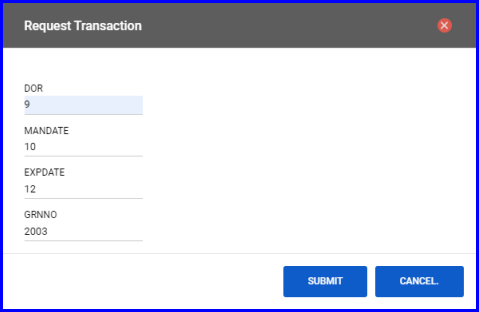 Request Transaction
DOR
9
MANDATE
10
EXPDATE
12
GRNNO
2003
SUBMIT
CANCEL.